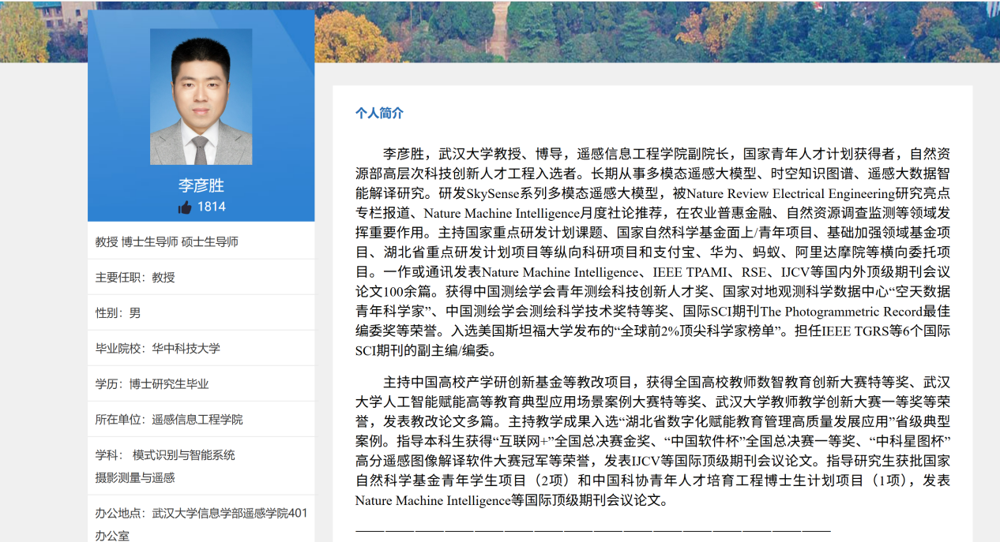 李彦胜
1814
教授 博士生导师 硕士生导师
主要任职：教授
性别：男
毕业院校：华中科技大学
学历：博士研究生毕业
所在单位：遥感信息工程学院
学科： 模式识别与智能系统
摄影测量与遥感
办公地点：武汉大学信息学部遥感学院401
办公室
个人简介
李彦胜，武汉大学教授、博导，遥感信息工程学院副院长，国家青年人才计划获得者，自然资
源部高层次科技创新人才工程入选者。长期从事多模态遥感大模型、时空知识图谱、遥感大数据智
能解译研究。研发SkySense系列多模态遥感大模型，被Nature Review Electrical Engineering研究亮点
专栏报道、Nature Machine Intelligence月度社论推荐，在农业普惠金融、自然资源调查监测等领域发
挥重要作用。主持国家重点研发计划课题、国家自然科学基金面上/青年项目、基础加强领域基金项
目、湖北省重点研发计划项目等纵向科研项目和支付宝、华为、蚂蚁、阿里达摩院等横向委托项
目。一作或通讯发表Nature Machine Intelligence、IEEE TPAMI、RSE、IJCV等国内外顶级期刊会议
论文100余篇。获得中国测绘学会青年测绘科技创新人才奖、国家对地观测科学数据中心“空天数据
青年科学家”、中国测绘学会测绘科学技术奖特等奖、国际SCI期刊The Photogrammetric Record最佳
编委奖等荣誉。入选美国斯坦福大学发布的“全球前2%顶尖科学家榜单”。担任IEEE TGRS等6个国际
SCI期刊的副主编/编委。
主持中国高校产学研创新基金等教改项目，获得全国高校教师数智教育创新大赛特等奖、武汉
大学人工智能赋能高等教育典型应用场景案例大赛特等奖、武汉大学教师教学创新大赛一等奖等荣
誉，发表教改论文多篇。主持教学成果入选“湖北省数字化赋能教育管理高质量发展应用”省级典型
案例。指导本科生获得“互联网+”全国总决赛金奖、“中国软件杯”全国总决赛一等奖、“中科星图杯”
高分遥感图像解译软件大赛冠军等荣誉，发表IJCV等国际顶级期刊会议论文。指导研究生获批国家
自然科学基金青年学生项目（2项）和中国科协青年人才培育工程博士生计划项目（1项），发表
Nature Machine Intelligence等国际顶级期刊会议论文。